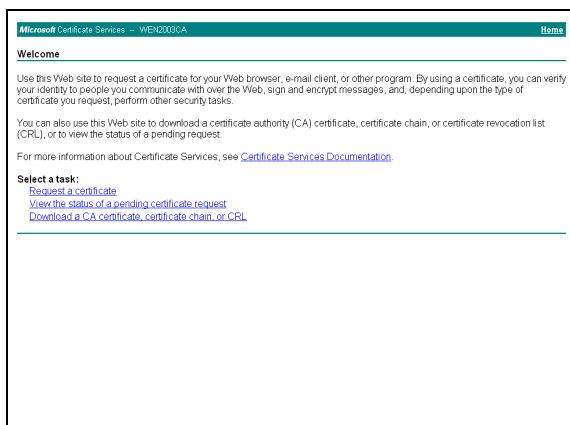 Microsoft Certificate Services -- WEN2003CA Home
Welcome
Use this Web site to request a certificate for your Web browser, e-mail client, or other program. By using a certificate, you can verify
your identity to people you communicate with over the Web, sign and encrypt messages, and, depending upon the type of
certificate you request, perform other security tasks.
You can also use this Web site to download a certificate authority (CA) certificate, certificate chain, or certificate revocation list
(CRL), or to view the status of a pending request.
For more information about Certificate Services, see Certificate Services Documentation.
Select a task:
Request a certificate
View the status of a pending certificate request
Download a CA certificate, certificate chain, or CRL